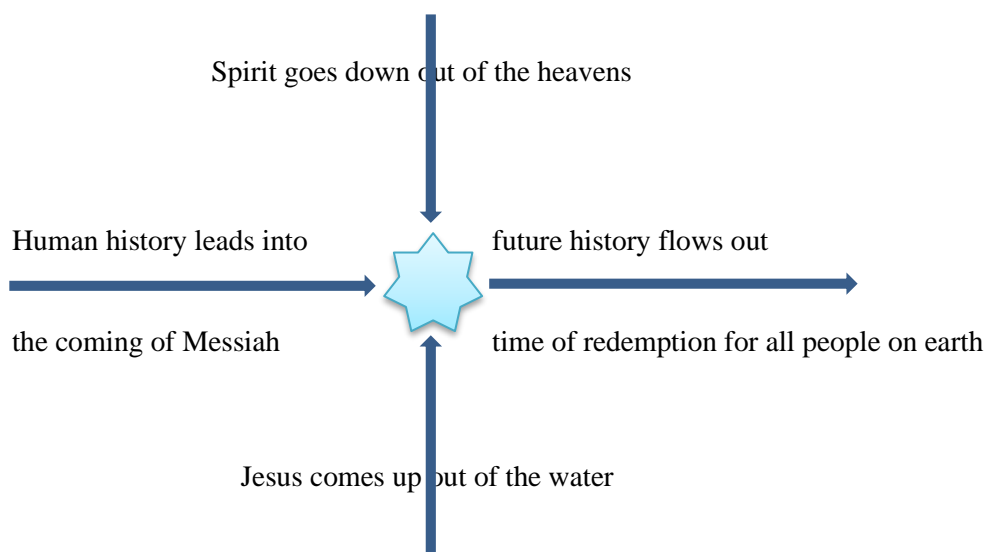 Spirit goes down out of the heavens
Human history leads into
future history flows out
the coming of Messiah
time of redemption for all people on earth
Jesus comes up out of the water